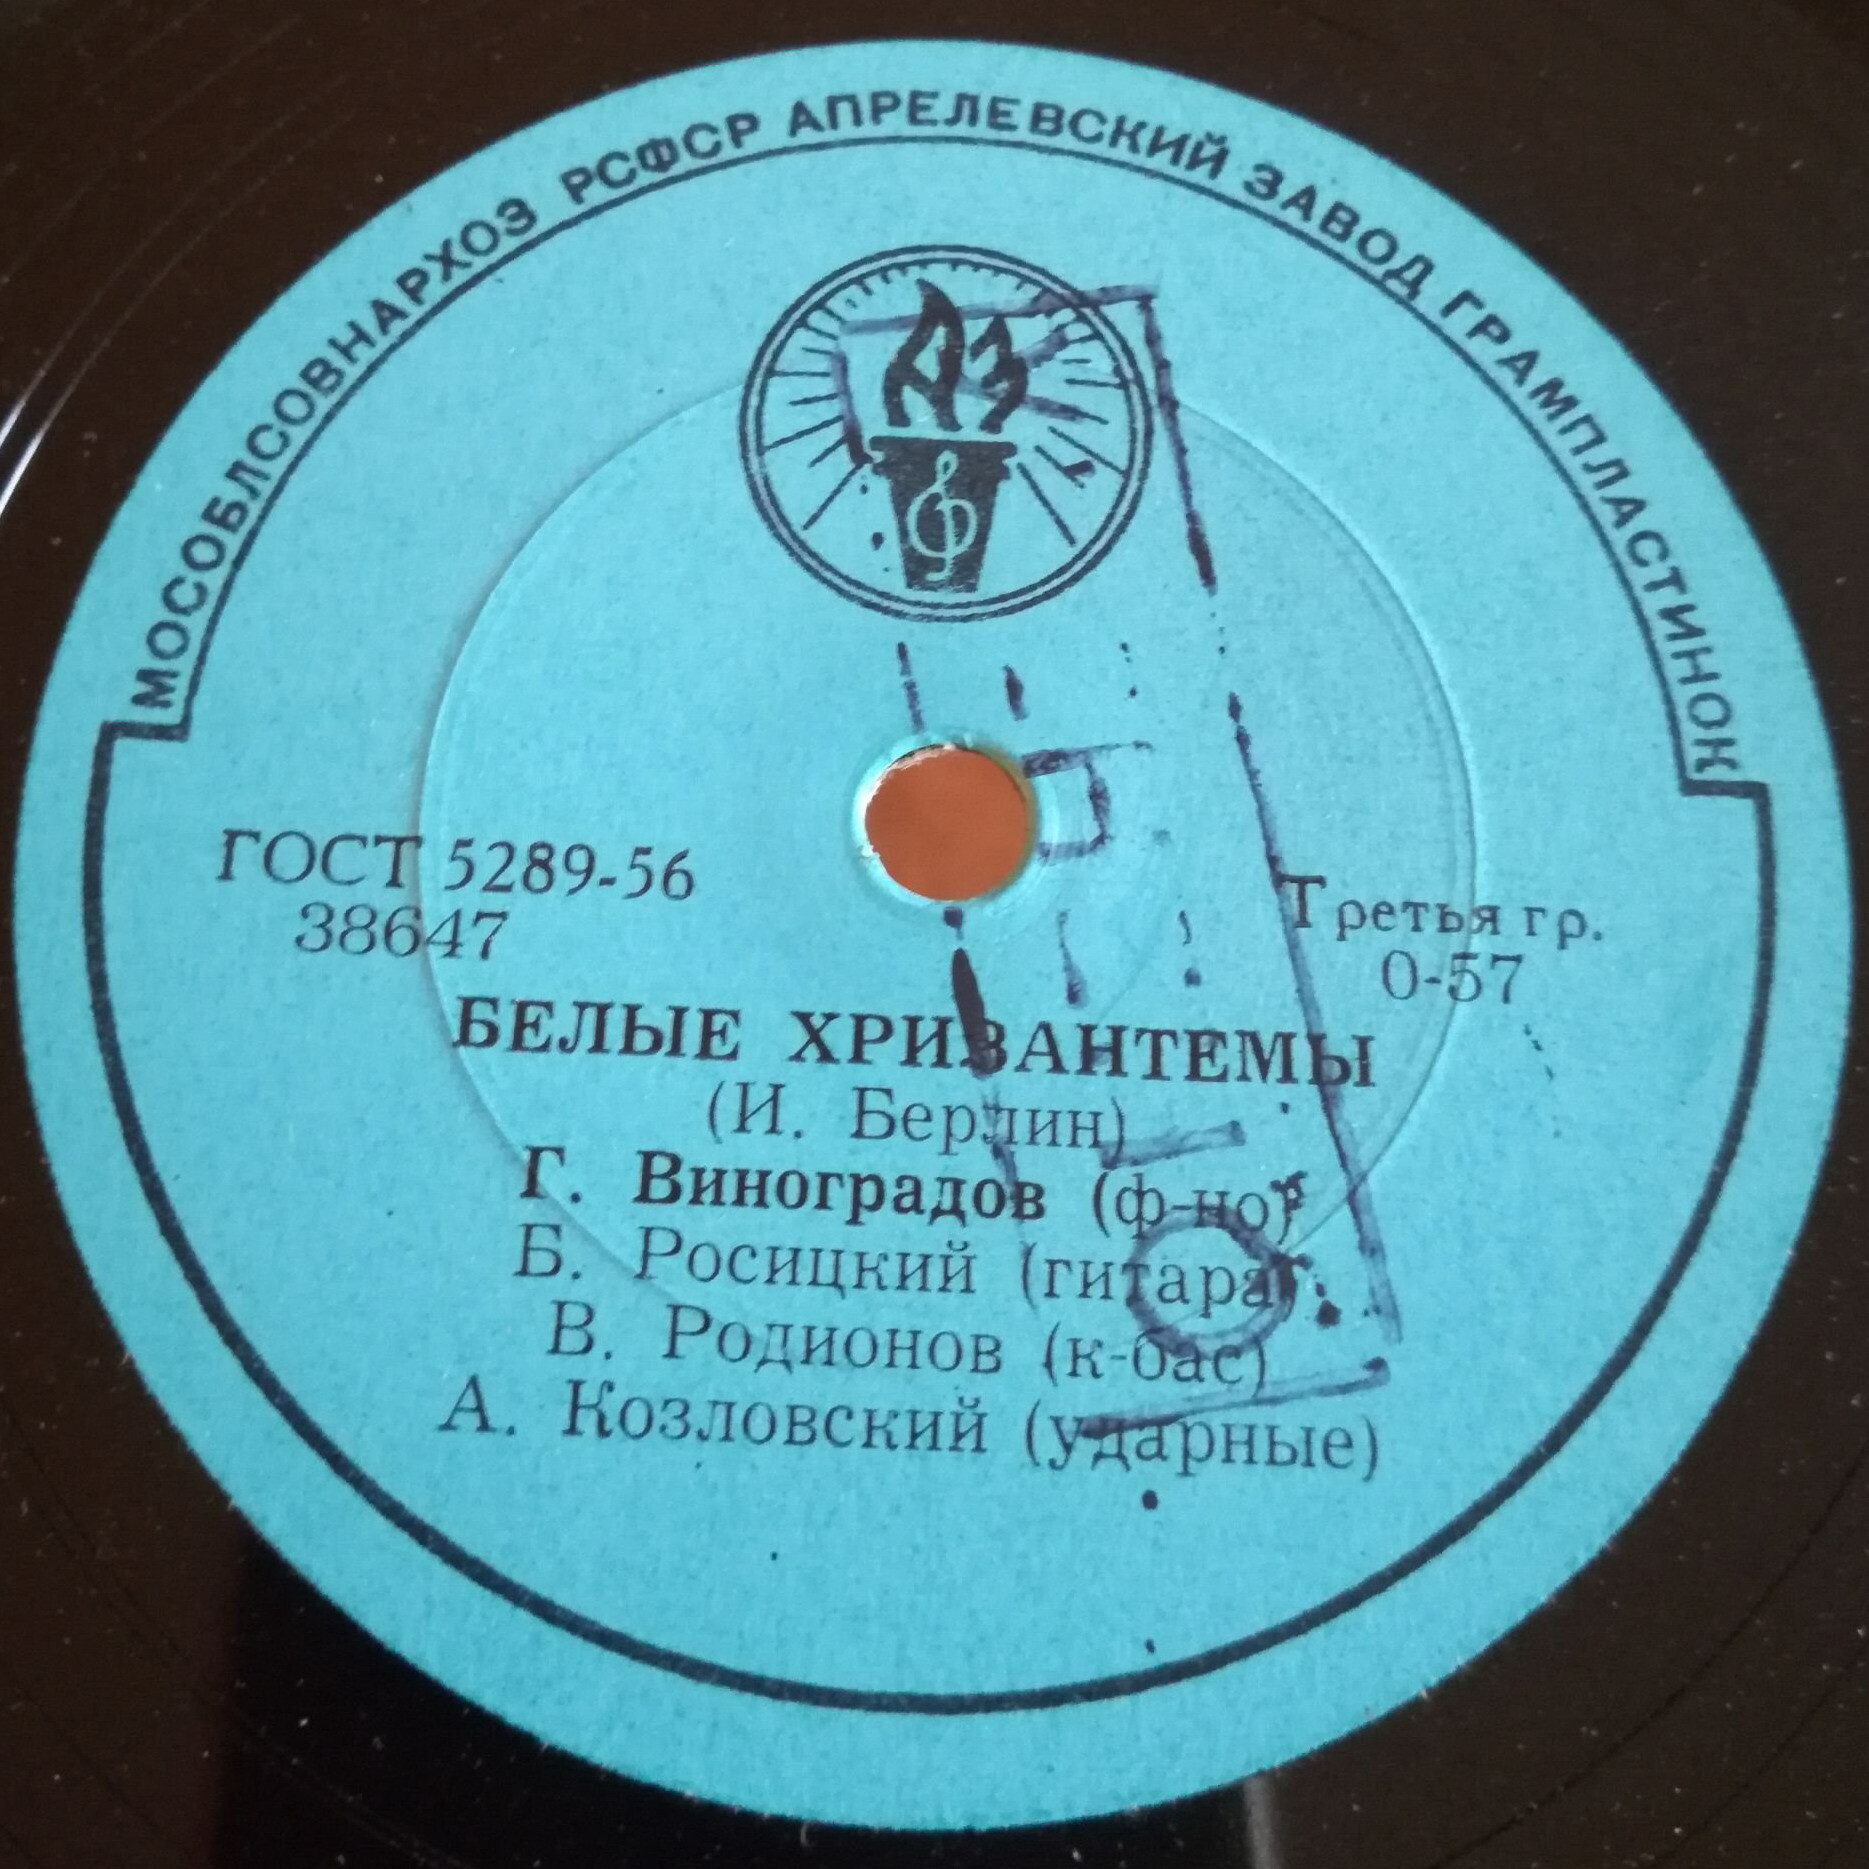 МОСОБЛСОВНАРХОЗ РСФСР АПРЕЛЕВСКИЙ ЗАВОД ГРАМПЛАСТИНОК
АЗ
ГОСТ 5289-56
38647
Третья гр.
0-57
БЕЛЫЕ ХРИЗАНТЕМЫ
(И. Берлин)
Г. Виноградов (ф-но)
Б. Росицкий (гитара)
В. Родионов (к-бас)
А. Козловский (ударные)